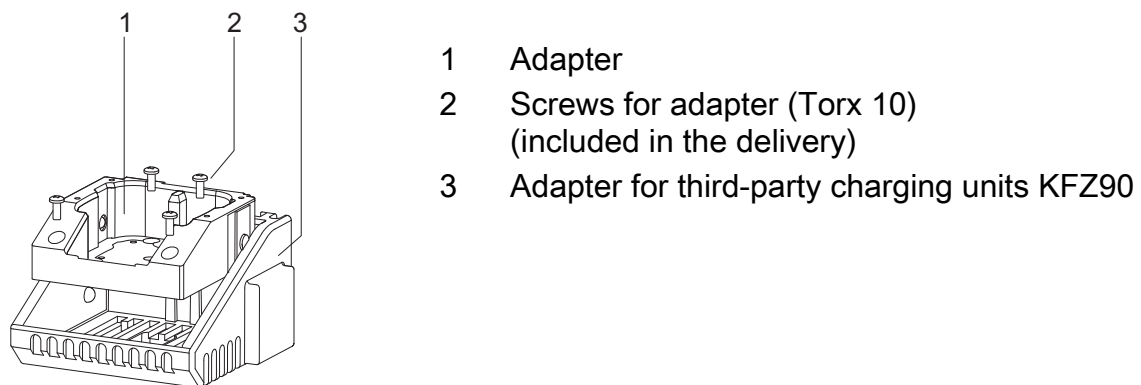 1 2 3
1 Adapter
2 Screws for adapter (Torx 10)
(included in the delivery)
3 Adapter for third-party charging units KFZ90